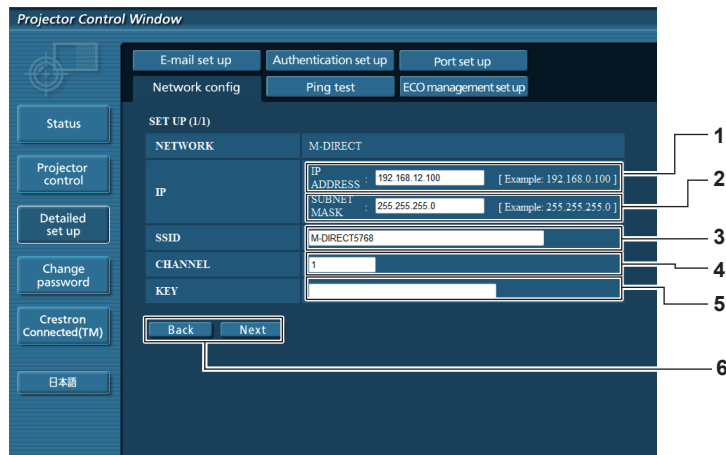 Projector Control Window
E-mail set up
Authentication set up
Port set up
Network config
Ping test
ECO management set up
Status
Projector control
Detailed set up
Change password
Crestron Connected(TM)
日本語
SET UP (1/1)
NETWORK M-DIRECT
IP
IP ADDRESS : 192.168.12.100 [ Example: 192.168.0.100 ]
SUBNET MASK : 255.255.255.0 [ Example: 255.255.255.0 ]
SSID M-DIRECT5768
CHANNEL 1
KEY
Back Next
1
2
3
4
5
6